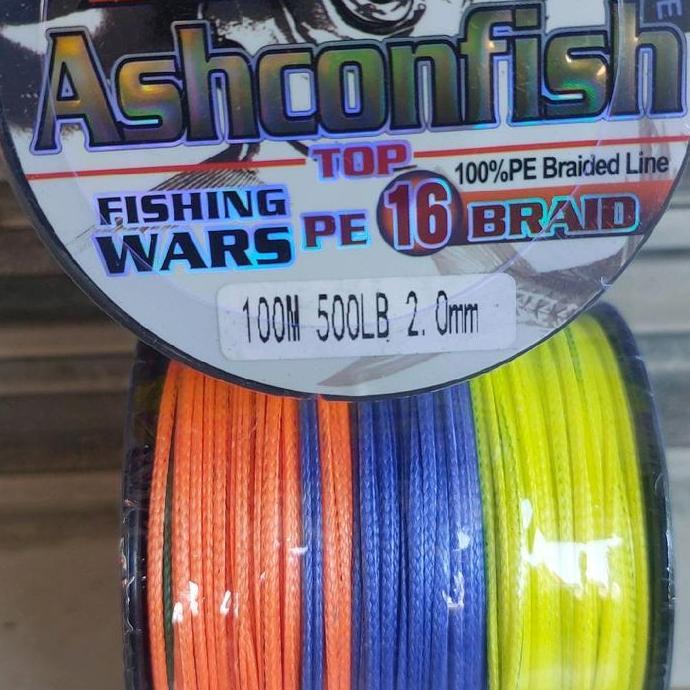 Ashconfish
TOP
100%PE Braided Line
FISHING
WARS PE 16 BRAID
100M 500LB 2.0mm